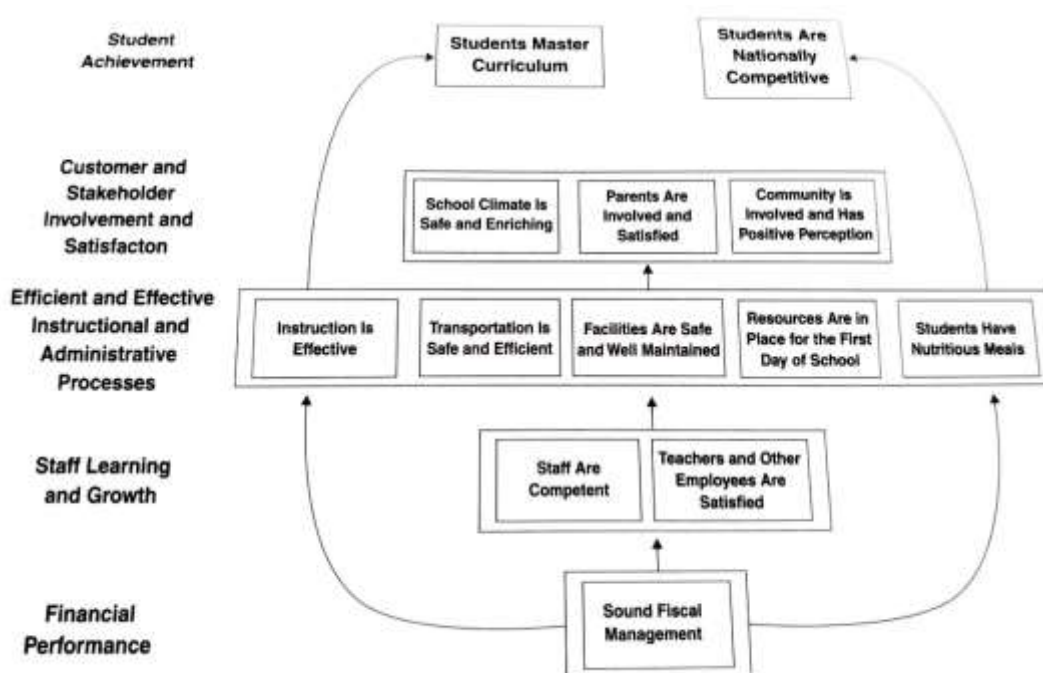 Student
Achievement
Students Master
Curriculum
Students Are
Nationally
Competitive
Customer and
Stakeholder
Involvement and
Satisfacton
School Climate Is
Safe and Enriching
Parents Are
Involved and
Satisfied
Community Is
Involved and Has
Positive Perception
Efficient and Effective
Instructional and
Administrative
Processes
Instruction Is
Effective
Transportation Is
Safe and Efficient
Facilities Are Safe
and Well Maintained
Resources Are in
Place for the First
Day of School
Students Have
Nutritious Meals
Staff Learning
and Growth
Staff Are
Competent
Teachers and Other
Employees Are
Satisfied
Financial
Performance
Sound Fiscal
Management